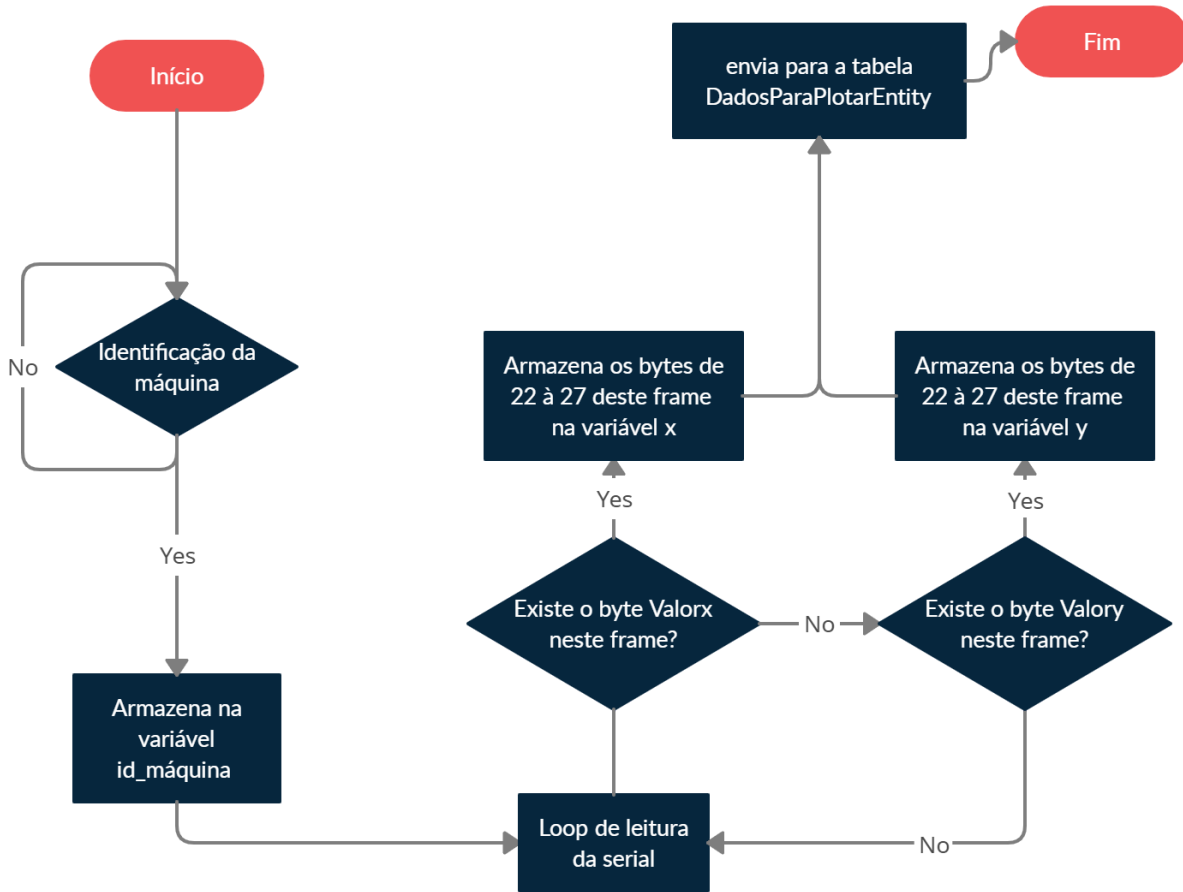 Início
Identificação da
máquina
No
Yes
Armazena na
variável
id_máquina
Loop de leitura
da serial
Existe o byte Valorx
neste frame?
Yes
No
Armazena os bytes de
22 à 27 deste frame
na variável x
Existe o byte Valory
neste frame?
Yes
No
Armazena os bytes de
22 à 27 deste frame
na variável y
envia para a tabela
DadosParaPlotarEntity
Fim